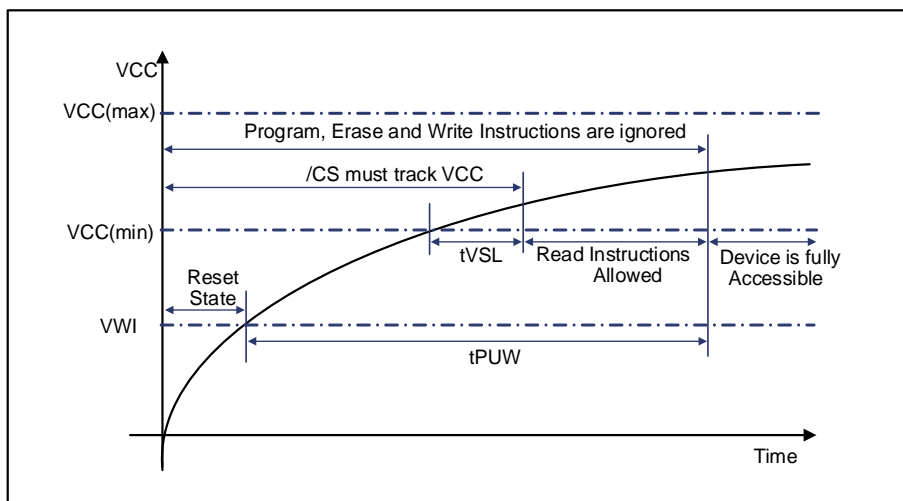 VCC
VCC(max)
Program, Erase and Write Instructions are ignored
/CS must track VCC
VCC(min)
tVSL
Read Instructions
Allowed
Device is fully
Accessible
Reset
State
VWI
tPUW
Time